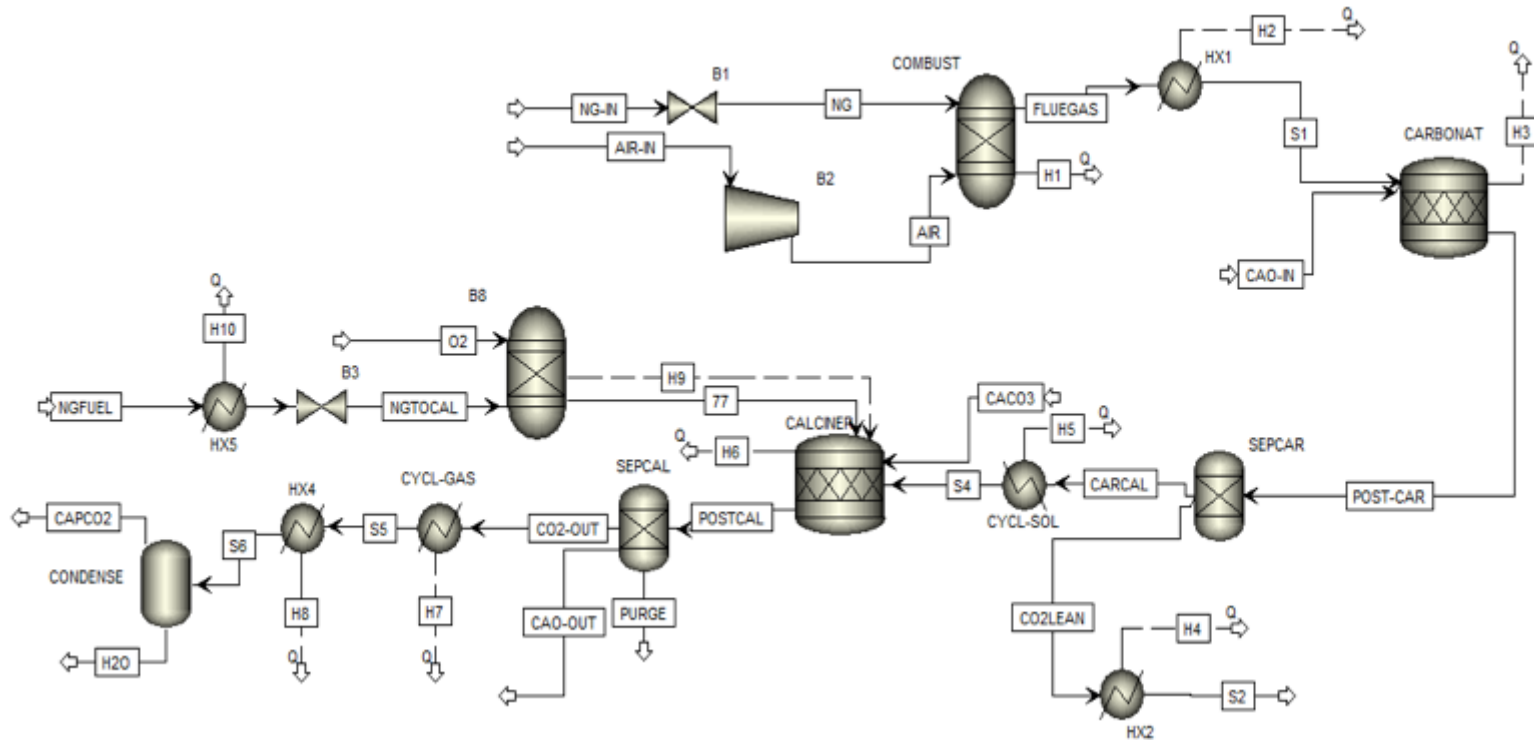 Q
H2
HX1
Q
COMBUST
B1
NG-IN
NG
FLUEGAS
S1
H3
CARBONAT
AIR-IN
H1
Q
B2
AIR
CAO-IN
Q
H10
B8
O2
B3
H9
77
NGFUEL
NGTOCAL
HX5
CACO3
CALCINER
Q
H6
H5
Q
SEPCAR
SEPCAL
CYCL-GAS
S4
CARCAL
POST-CAR
HX4
CYCL-SOL
CAPCO2
S5
CO2-OUT
POSTCAL
S6
CONDENSE
H8
H7
CAO-OUT
PURGE
CO2LEAN
H4
Q
H2O
Q
Q
S2
HX2